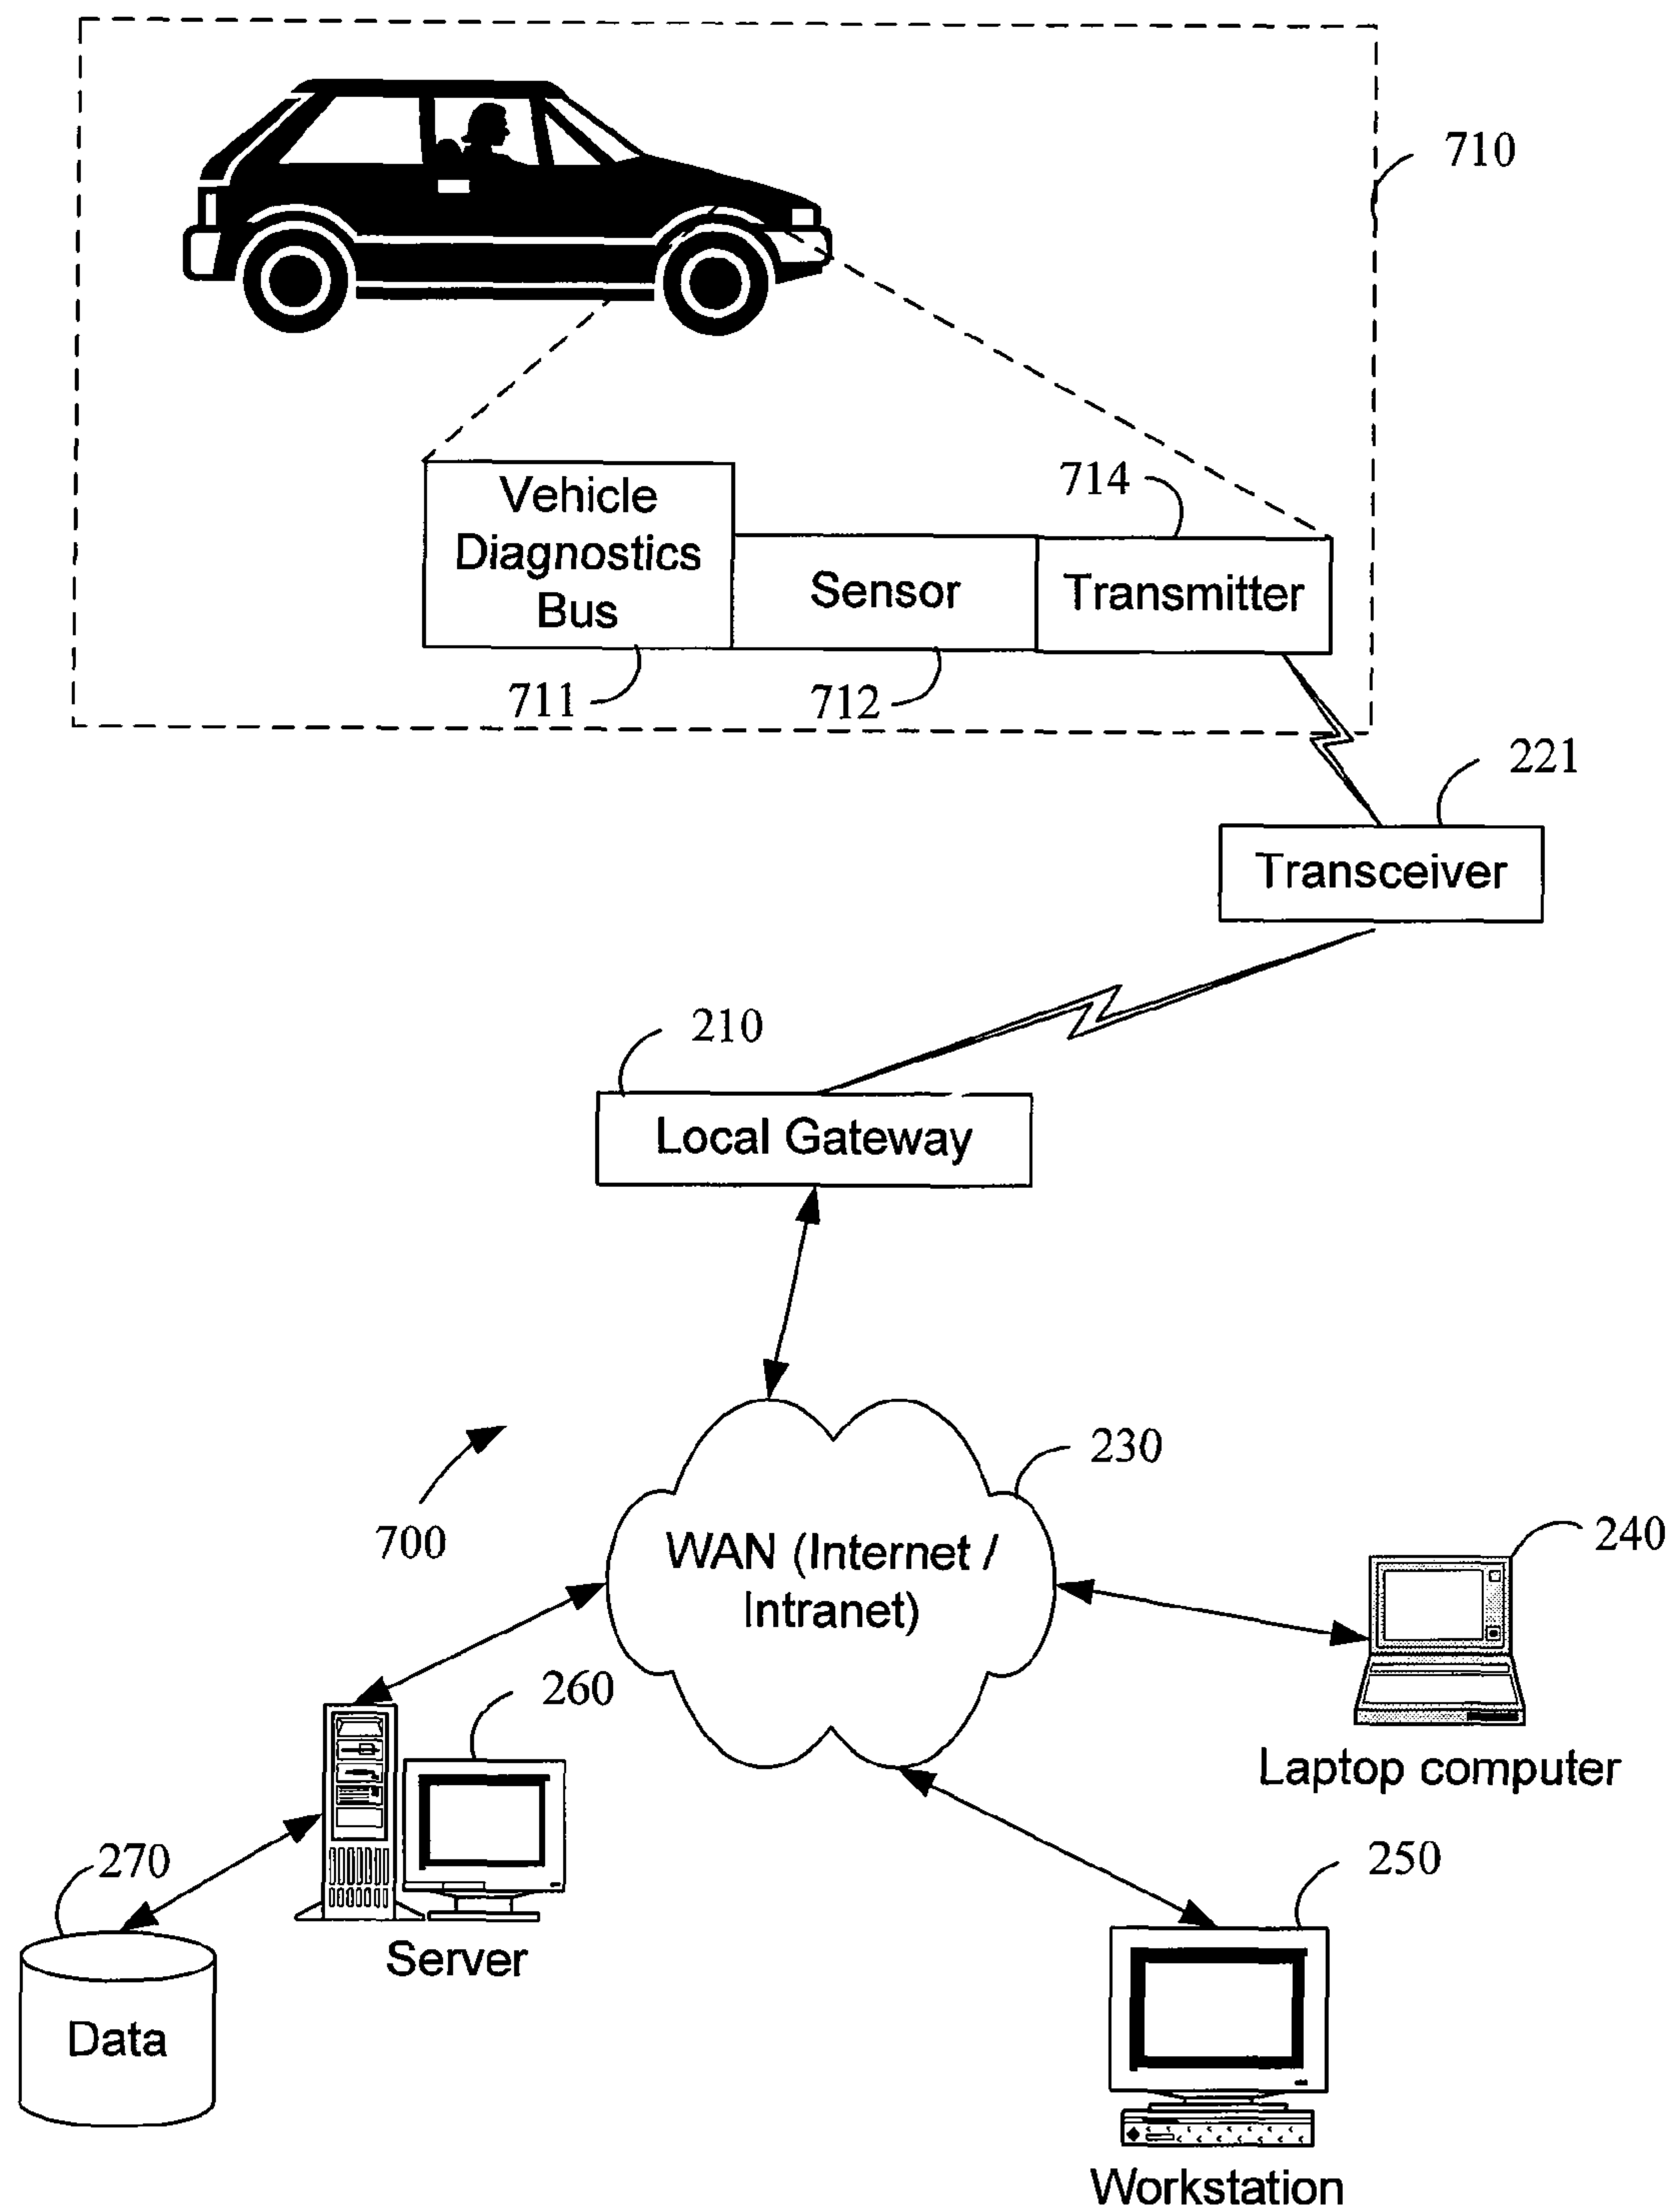 710
714
Vehicle
Diagnostics
Bus
Sensor
Transmitter
711
712
221
Transceiver
210
Local Gateway
230
700
WAN (Internet /
Intranet)
240
260
Laptop computer
270
250
Server
Data
Workstation